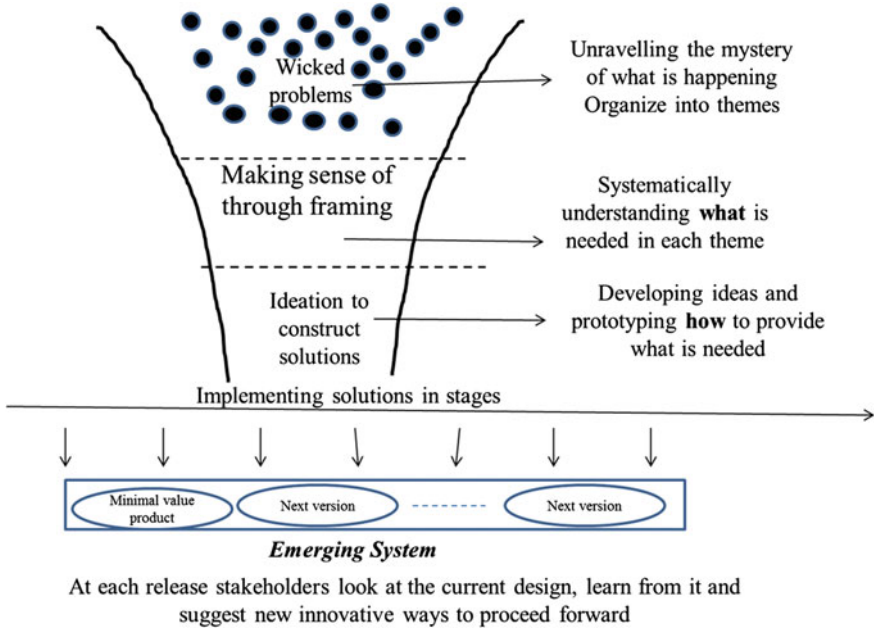 Wicked
problems
Unravelling the mystery
of what is happening
Organize into themes
Making sense of
through framing
Systematically
understanding what is
needed in each theme
Ideation to
construct
solutions
Developing ideas and
prototyping how to provide
what is needed
Implementing solutions in stages
Minimal value
product
Next version
Next version
Emerging System
At each release stakeholders look at the current design, learn from it and
suggest new innovative ways to proceed forward